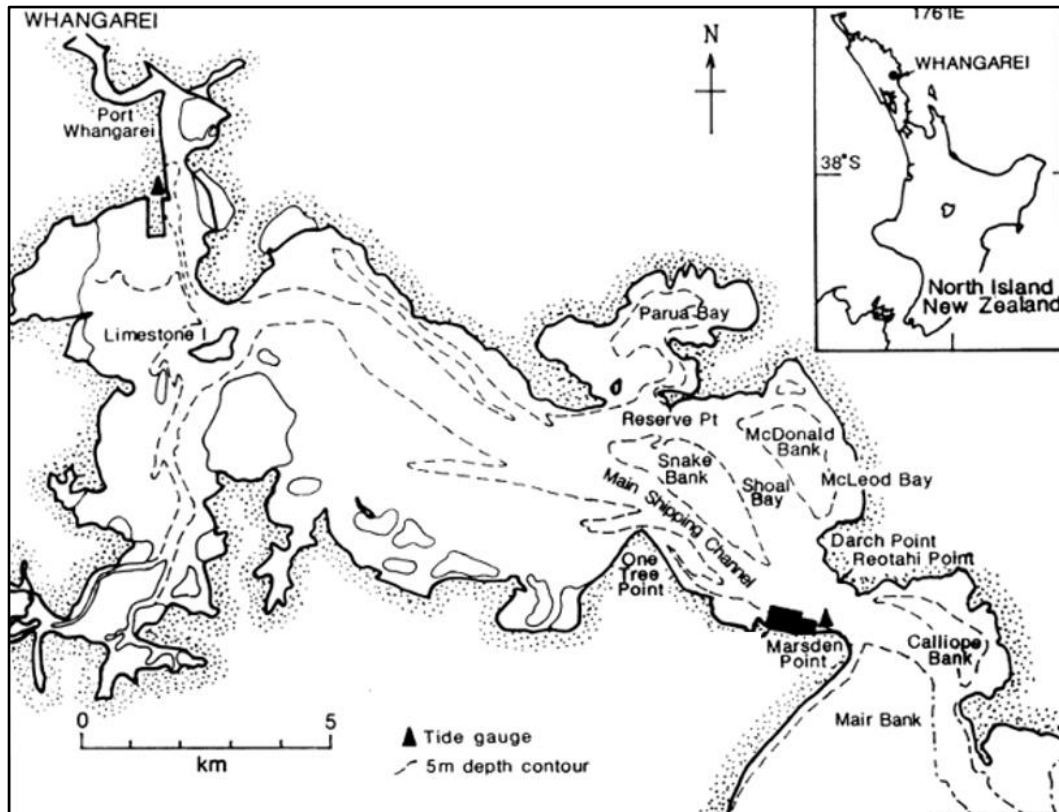 WHANGAREI
Port
Whangarei
Limestone I
N
176°E
WHANGAREI
38°S
North Island
New Zealand
Parua Bay
Reserve Pt
McDonald
Bank
Snake
Bank
Shoal
Bay
McLeod Bay
Main Shipping Channel
Darch Point
Reotahi Point
One
Tree
Point
Marsden
Point
Calliope
Bank
Mair Bank
0
5
km
Tide gauge
5m depth contour